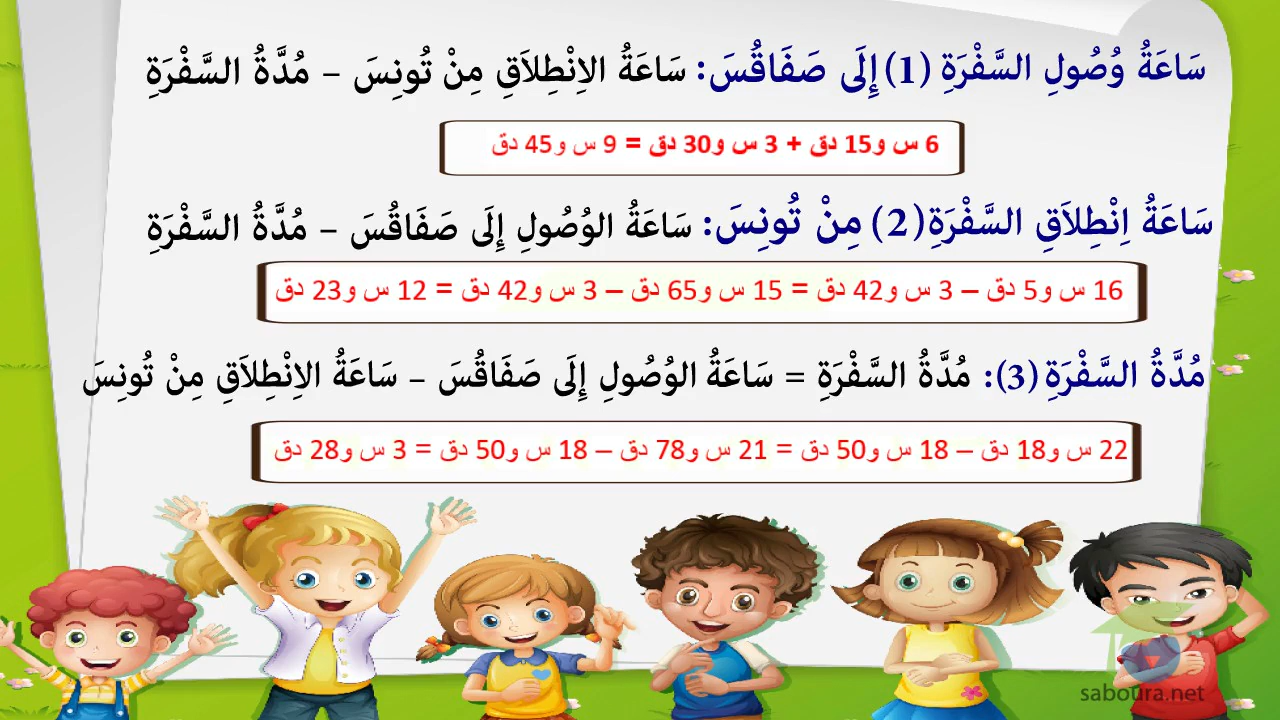 سَاعَةُ وُصُولِ السَّفْرَةِ (1) إِلَى صَفَاقُسَ: سَاعَةُ الاِنْطِلاَقِ مِنْ تُونِسَ – مُدَّةُ السَّفْرَةِ
6 س و15 دق + 3 س و30 دق = 9 س و45 دق
سَاعَةُ اِنْطِلاَقِ السَّفْرَةِ(2) مِنْ تُونِسَ: سَاعَةُ الوُصُولِ إِلَى صَفَاقُسَ – مُدَّةُ السَّفْرَةِ
16 س و5 دق – 3 س و42 دق = 15 س و65 دق – 3 س و42 دق = 12 س و23 دق
مُدَّةُ السَّفْرَةِ (3): مُدَّةُ السَّفْرَةِ = سَاعَةُ الوُصُولِ إِلَى صَفَاقُسَ – سَاعَةُ الاِنْطِلاَقِ مِنْ تُونِسَ
22 س و18 دق – 18 س و50 دق = 21 س و78 دق – 18 س و50 دق = 3 س و28 دق
saboura.net